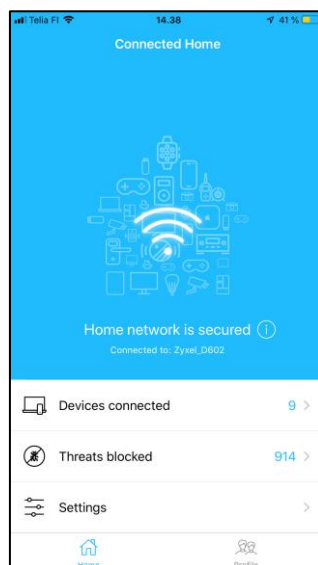 Telia FI 14.38 41 %
Connected Home
Home network is secured
Connected to: Zyxel_D602
Devices connected 9
Threats blocked 914
Settings
Home Profile